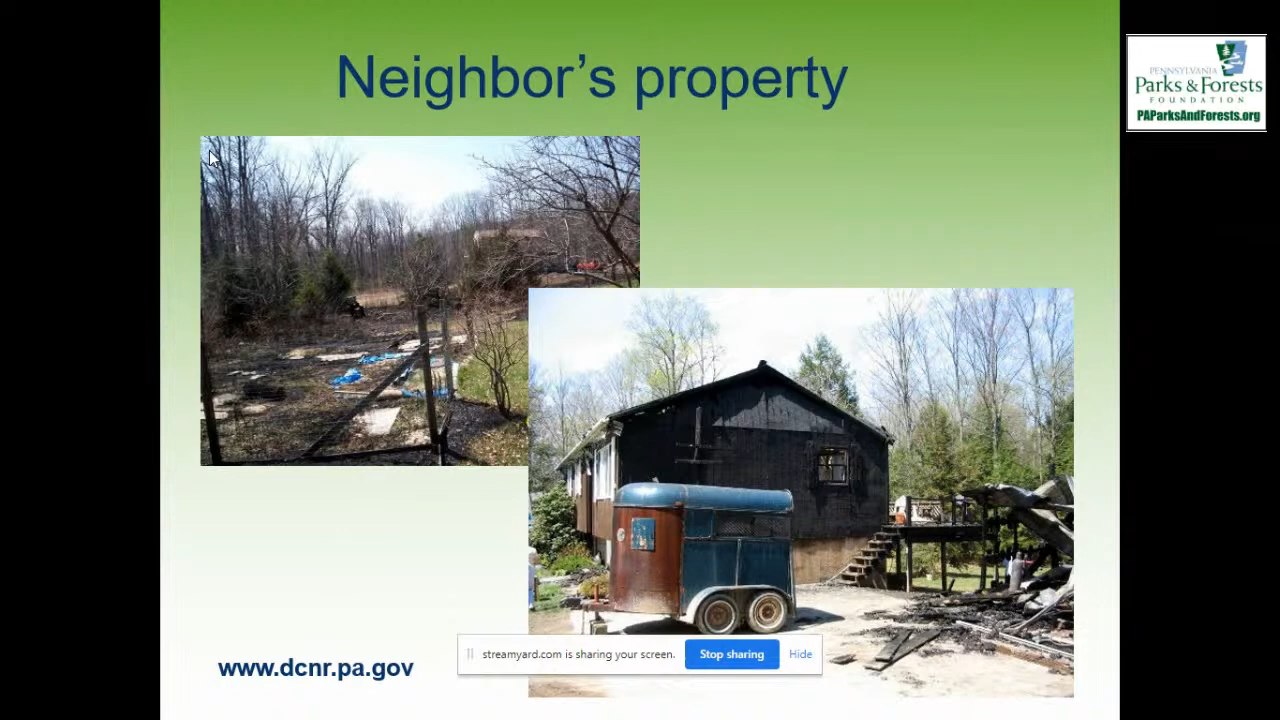 Neighbor's property
PENNSYLVANIA
Parks & Forests
FOUNDATION
PAParksAndForests.org
streamyard.com is sharing your screen.
Stop sharing
Hide
www.dcnr.pa.gov